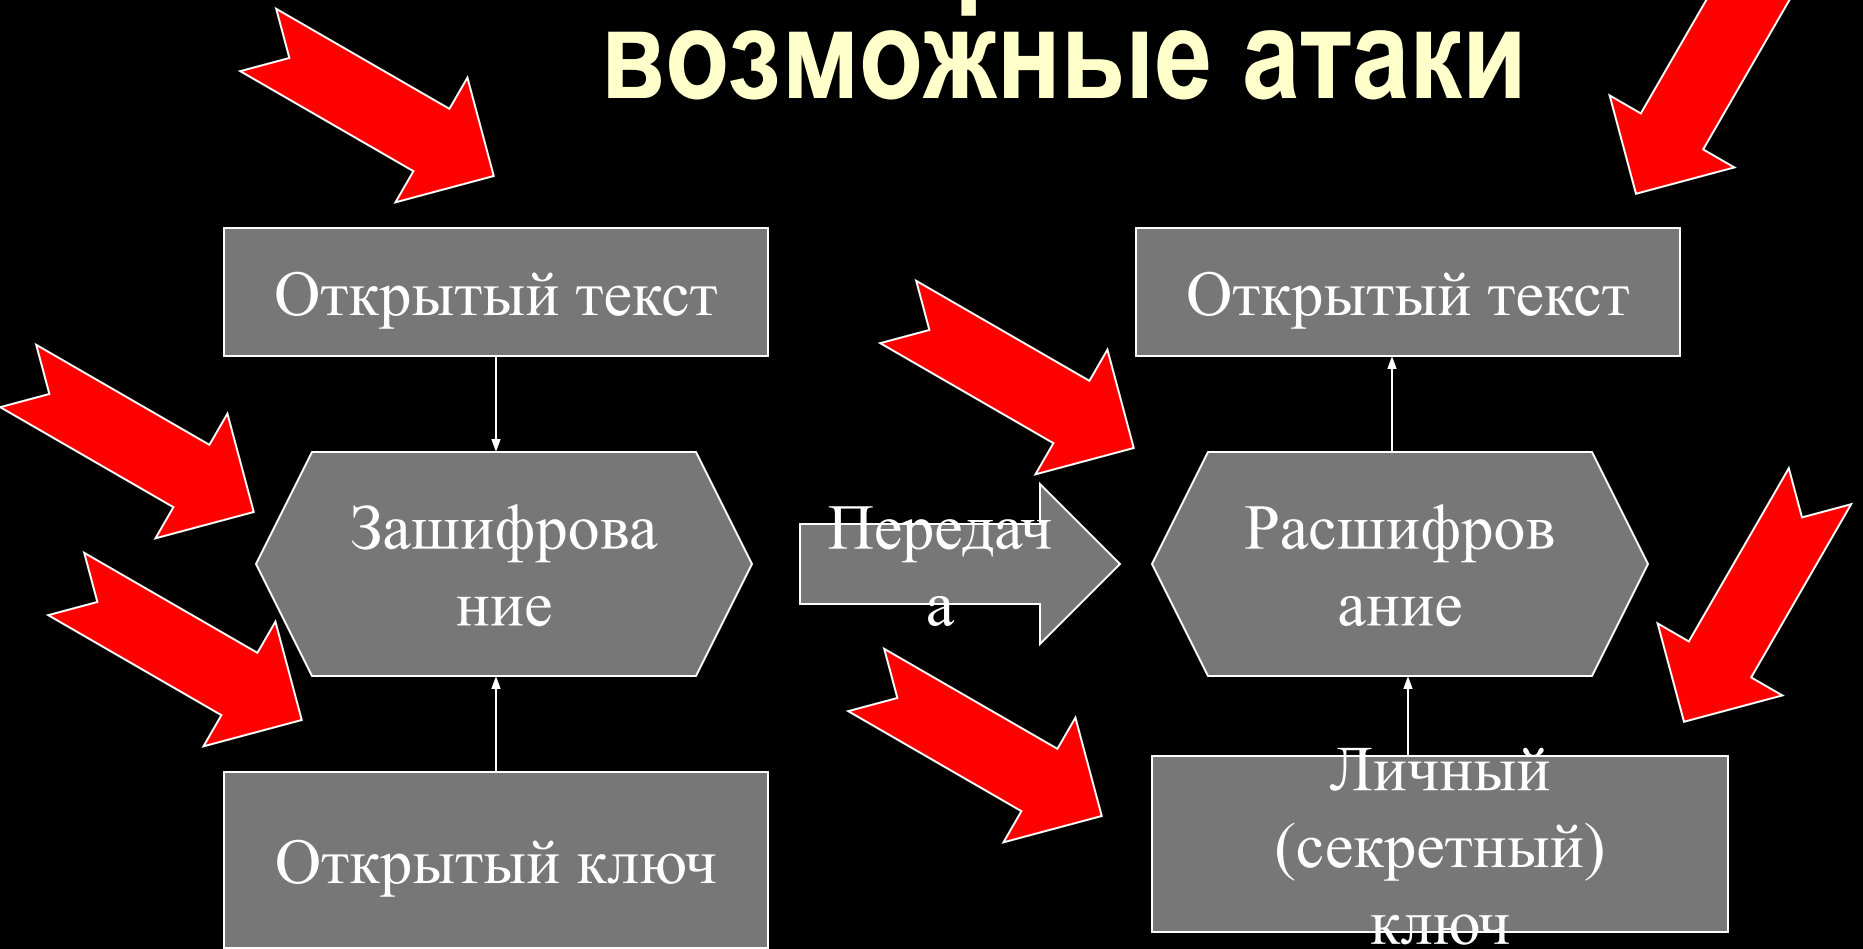 возможные атаки
Открытый текст
Открытый текст
Зашифрова
ние
Передач
а
Расшифров
ание
Открытый ключ
Личный
(секретный)
ключ